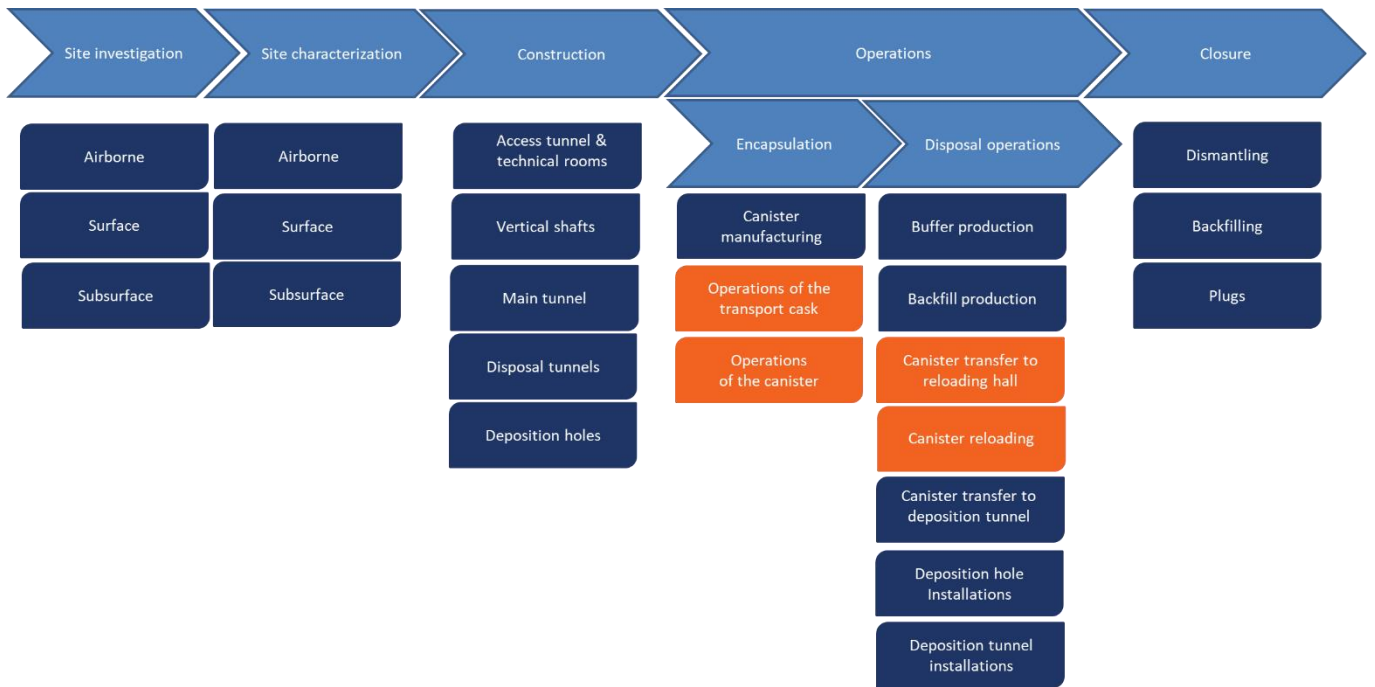 Site investigation
Site characterization
Construction
Operations
Closure
Encapsulation
Disposal operations
Airborne
Surface
Subsurface
Airborne
Surface
Subsurface
Access tunnel &
technical rooms
Vertical shafts
Main tunnel
Disposal tunnels
Deposition holes
Canister
manufacturing
Operations of the
transport cask
Operations
of the canister
Buffer production
Backfill production
Canister transfer to
reloading hall
Canister reloading
Canister transfer to
deposition tunnel
Deposition hole
Installations
Deposition tunnel
installations
Dismantling
Backfilling
Plugs